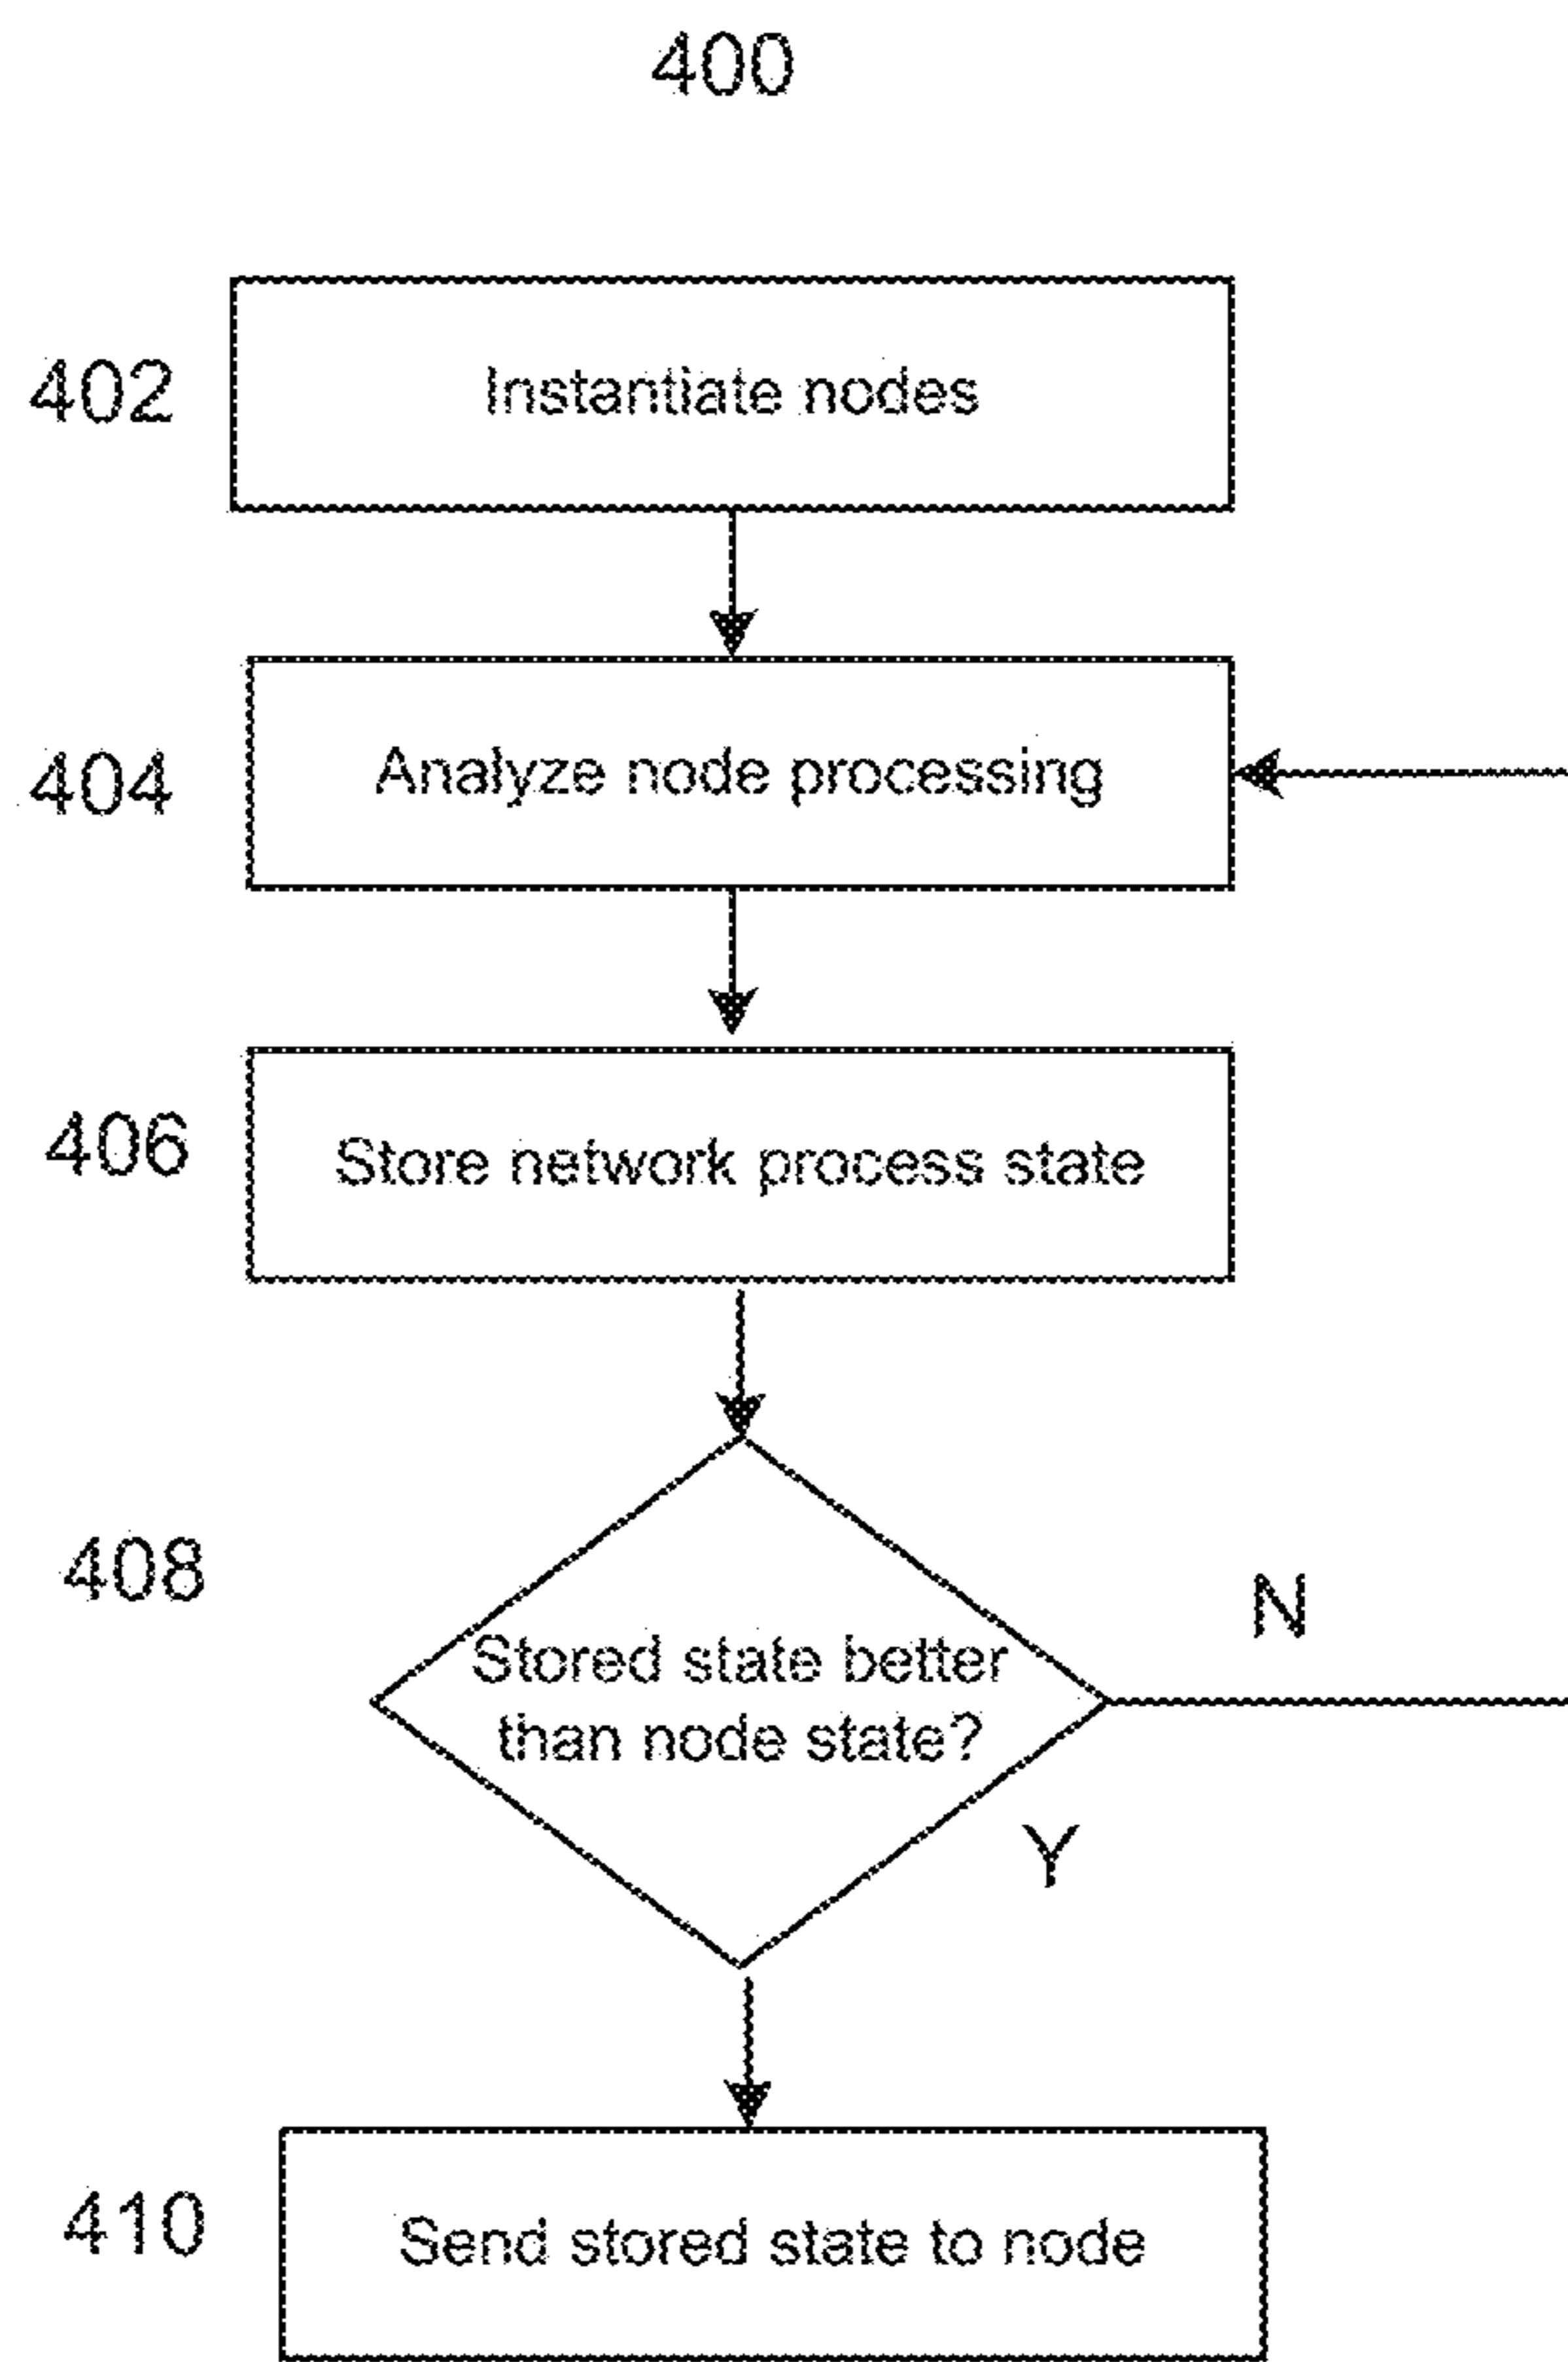 400
402
Instantiate nodes
404
Analyze node processing
406
Store network process state
408
Stored state better
than node state?
N
Y
410
Send stored state to node